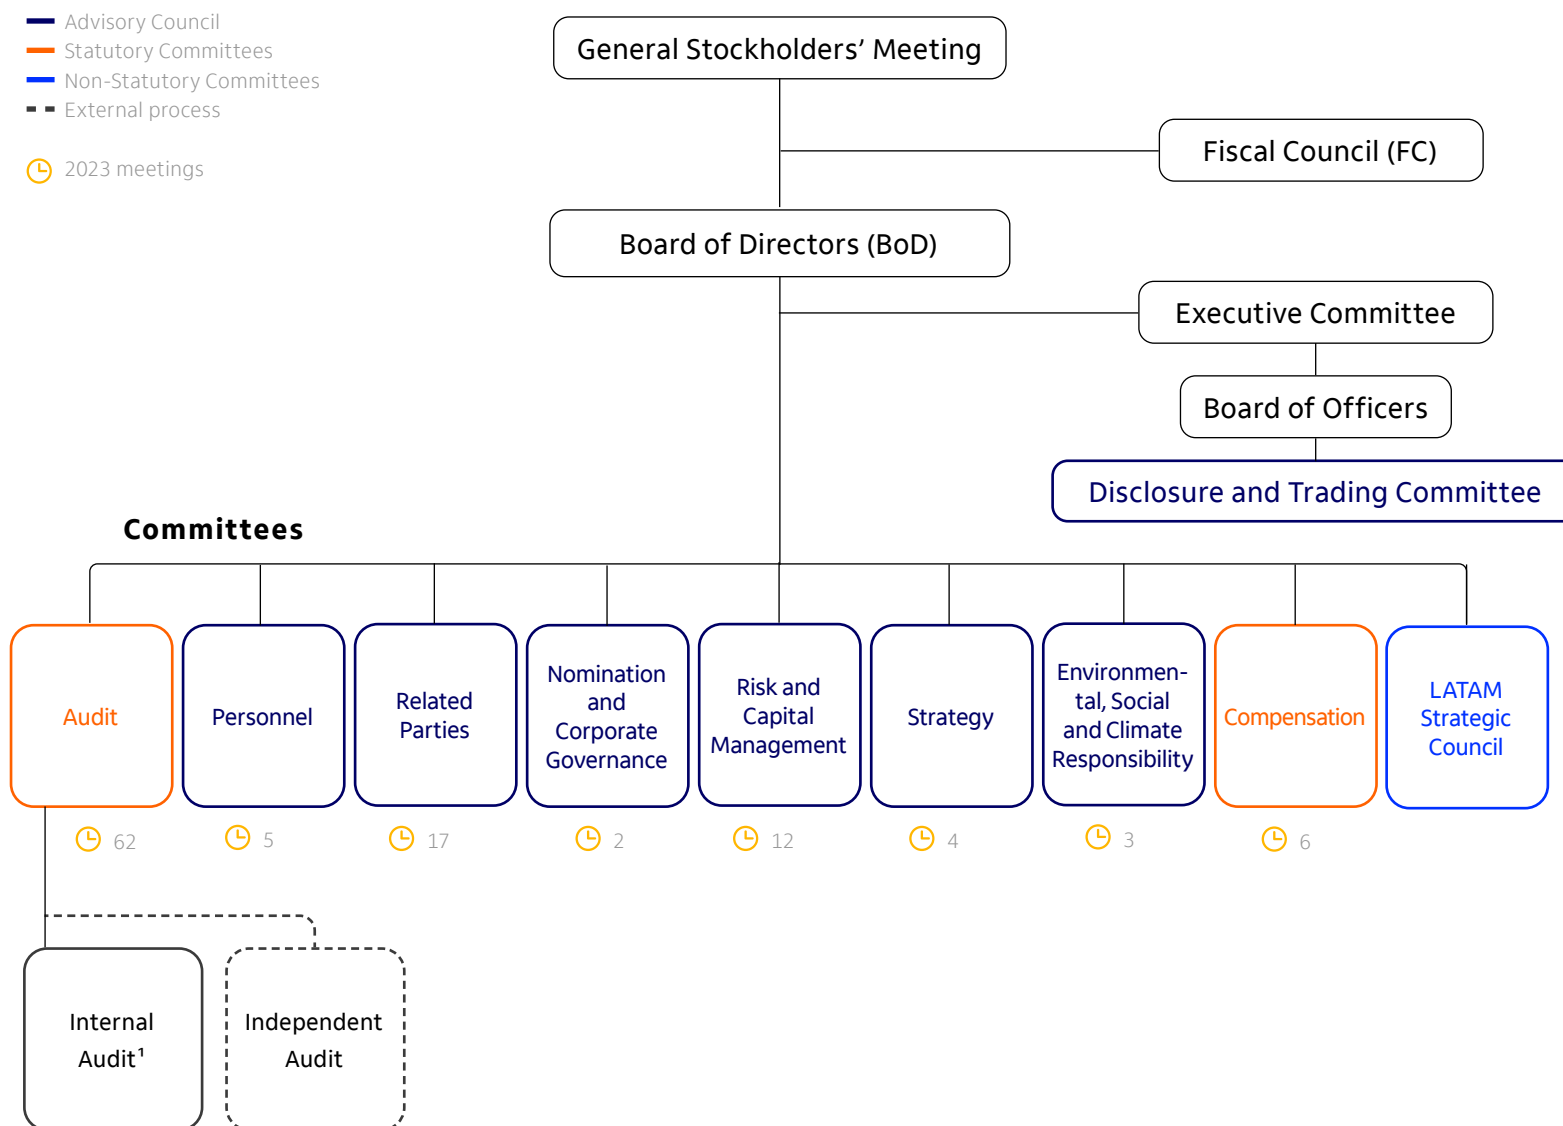 Advisory Council
Statutory Committees
Non-Statutory Committees
External process
2023 meetings
General Stockholders’ Meeting
Fiscal Council (FC)
Board of Directors (BoD)
Executive Committee
Board of Officers
Disclosure and Trading Committee
Committees
Audit
Personnel
Related
Parties
Nomination
and
Corporate
Governance
Risk and
Capital
Management
Strategy
Environmen-
tal, Social
and Climate
Responsibility
Compensation
LATAM
Strategic
Council
62
5
17
2
12
4
3
6
Internal
Audit¹
Independent
Audit